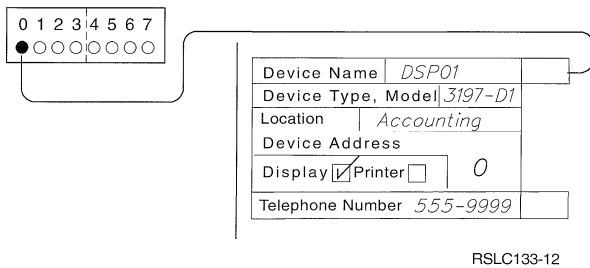 0 1 2 3 4 5 6 7
Device Name DSP01
Device Type, Model 3197-D1
Location Accounting
Device Address
Display Printer 0
Telephone Number 555-9999
RSLC133-12